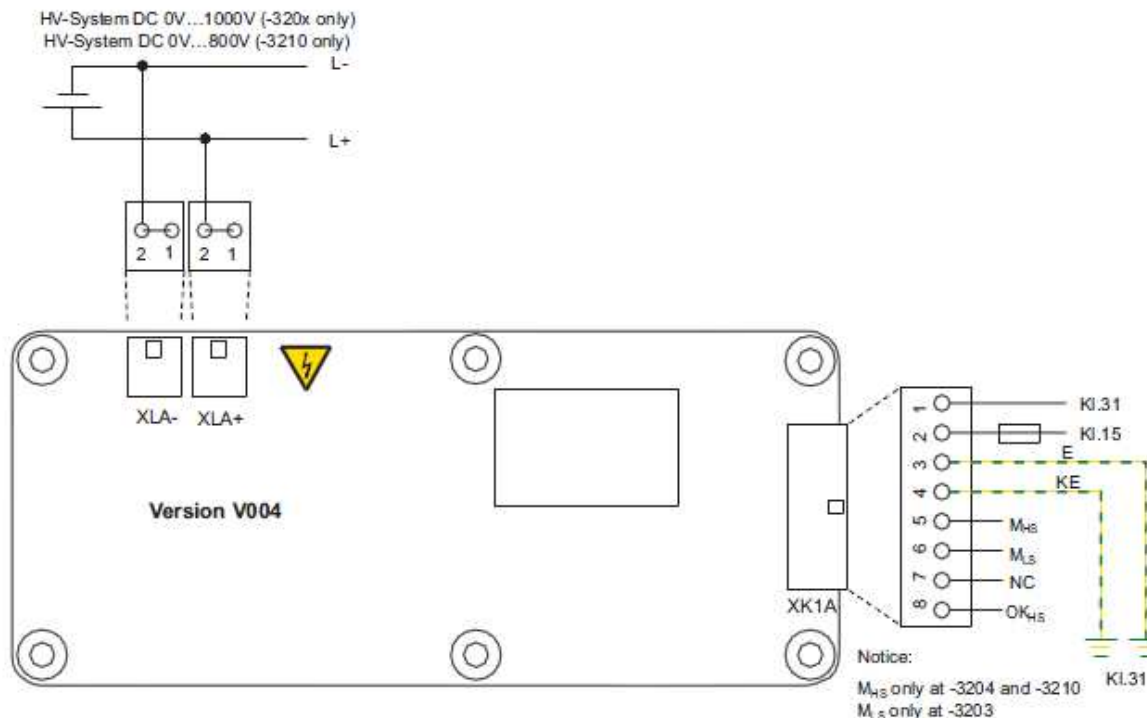 HV-System DC 0V...1000V (-320x only)
HV-System DC 0V...800V (-3210 only)
L-
L+
2 1
2 1
XLA- XLA+
Version V004
XK1A
1 Kl.31
2 Kl.15
3 E
4 KE
5 MHS
6 MLS
7 NC
8 OKHS
Kl.31
Notice:
MHS only at -3204 and -3210
MLS only at -3203